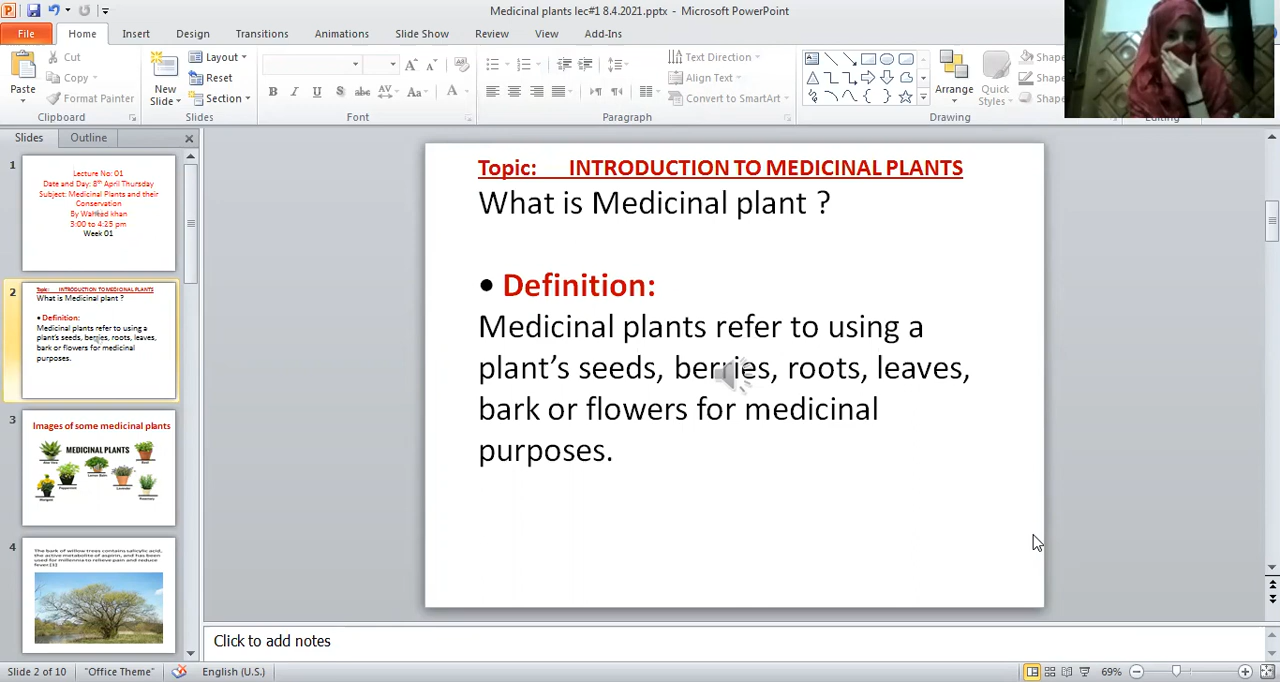 Medicinal plants lec#1 8.4.2021.pptx - Microsoft PowerPoint
File Home Insert Design Transitions Animations Slide Show Review View Add-Ins
Paste
Cut
Copy
Format Painter
Clipboard
New
Slide
Layout
Reset
Section
Slides
Font
Text Direction
Align Text
Convert to SmartArt
Paragraph
Arrange
Quick
Styles
Drawing
Shape
Shape
Shape
Editing
Slides Outline
1
Lecture No: 01
Date and Day: 8th April Thursday
Subject: Medicinal Plants and their
Conservation
By Waheed khan
3:00 to 4:25 pm
Week 01
2
Topic: INTRODUCTION TO MEDICINAL PLANTS
What is Medicinal plant ?
• Definition:
Medicinal plants refer to using a
plant's seeds, berries, roots, leaves,
bark or flowers for medicinal
purposes.
3
Images of some medicinal plants
MEDICINAL PLANTS
4
The bark of willow trees contains salicylic acid,
the active metabolite of aspirin, and has been
used for millennia to relieve pain and reduce
fever.[1]
Topic: INTRODUCTION TO MEDICINAL PLANTS
What is Medicinal plant ?
• Definition:
Medicinal plants refer to using a
plant’s seeds, berries, roots, leaves,
bark or flowers for medicinal
purposes.
Click to add notes
Slide 2 of 10 "Office Theme" English (U.S.) 69%